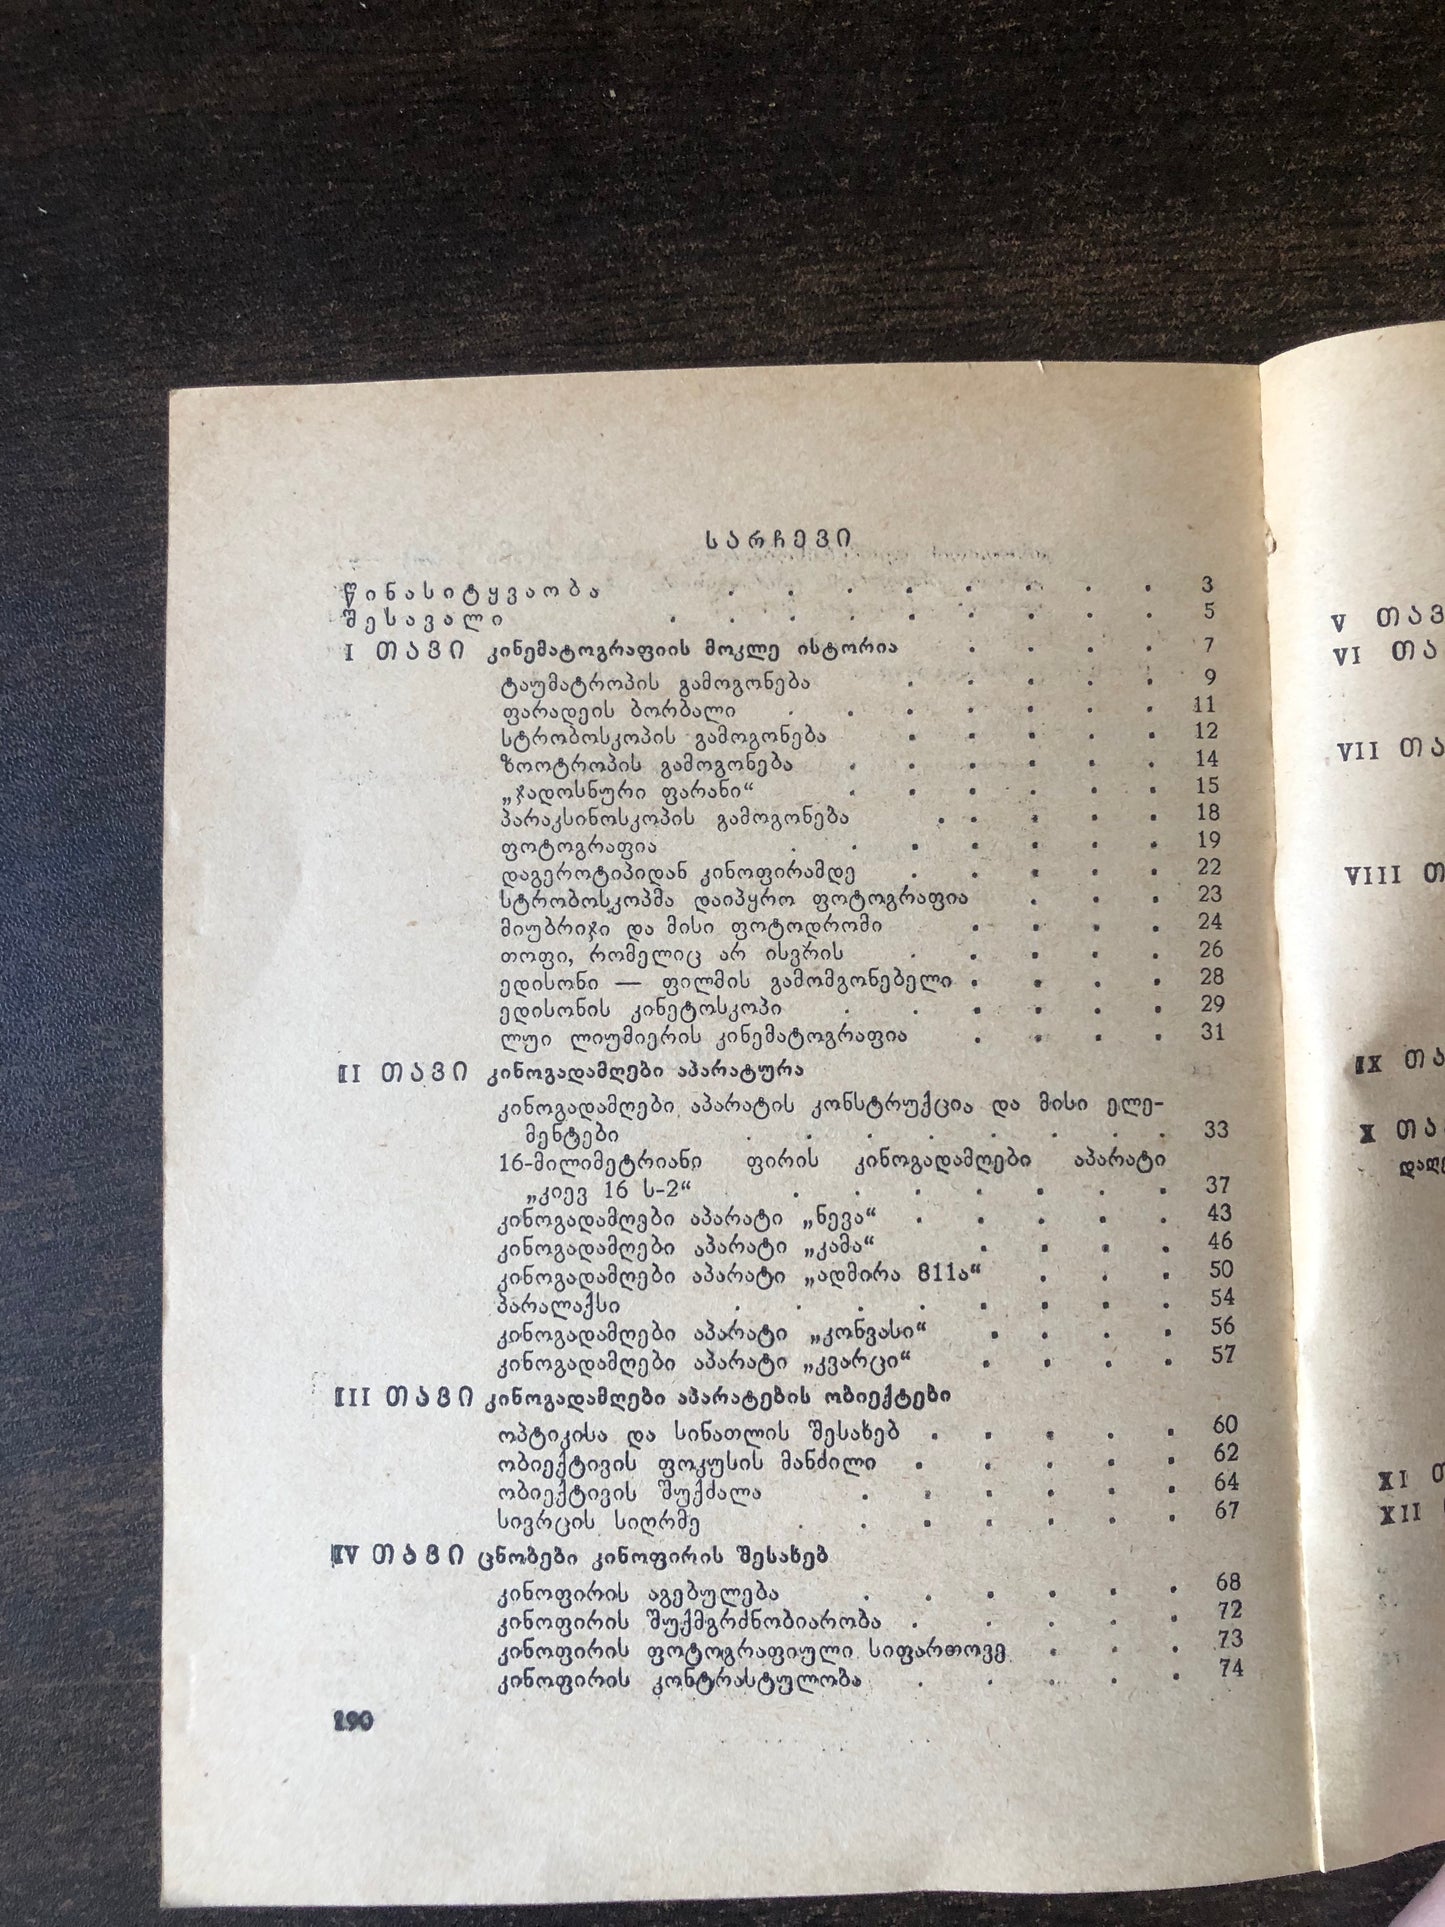 სარჩევი
წინასიტყვაობა . . . . . . . . 3
შესავალი . . . . . . . . . 5
I თავი კინემატოგრაფიის მოკლე ისტორია . . . . 7
ტაუმატროპის გამოგონება . . . . . 9
ფარადეის ბორბალი . . . . . . . 11
სტრობოსკოპის გამოგონება . . . . . 12
ზოოტროპის გამოგონება . . . . . . 14
„ჯადოსნური ფარანი“ . . . . . . 15
პარაკსინოსკოპის გამოგონება . . . . . 18
ფოტოგრაფია . . . . . . . 19
დაგეროტიპიდან კინოფირამდე . . . . . 22
სტრობოსკოპმა დაიპყრო ფოტოგრაფია . . . 23
მიუბრიჯი და მისი ფოტოდრომი . . . . 24
თოფი, რომელიც არ ისვრის . . . . . 26
ედისონი — ფილმის გამომგონებელი . . . . 28
ედისონის კინეტოსკოპი . . . . . . 29
ლუი ლიუმიერის კინემატოგრაფია . . . . 31
II თავი კინოგადამღები აპარატურა
კინოგადამღები აპარატის კონსტრუქცია და მისი ელე-
მენტები . . . . . . . . 33
16-მილიმეტრიანი ფირის კინოგადამღები აპარატი
„კიევ 16 ს-2“ . . . . . . . 37
კინოგადამღები აპარატი „ნევა“ . . . . . 43
კინოგადამღები აპარატი „კამა“ . . . . 46
კინოგადამღები აპარატი „ადმირა 811ა“ . . . 50
პარალაქსი . . . . . . . . 54
კინოგადამღები აპარატი „კონვასი“ . . . . 56
კინოგადამღები აპარატი „კვარცი“ . . . . 57
III თავი კინოგადამღები აპარატების ობიექტები
ოპტიკისა და სინათლის შესახებ . . . . . 60
ობიექტივის ფოკუსის მანძილი . . . . . 62
ობიექტივის შუქძალა . . . . . . 64
სივრცის სიღრმე . . . . . . . 67
IV თავი ცნობები კინოფირის შესახებ
კინოფირის აგებულება . . . . . . 68
კინოფირის შუქმგრძნობიარობა . . . . . 72
კინოფირის ფოტოგრაფიული სიფართოვე . . . 73
კინოფირის კონტრასტულობა . . . . . 74
190
V თავ
VI თა
VII თა
VIII თ
IX თა
X თა
XI თ
XII